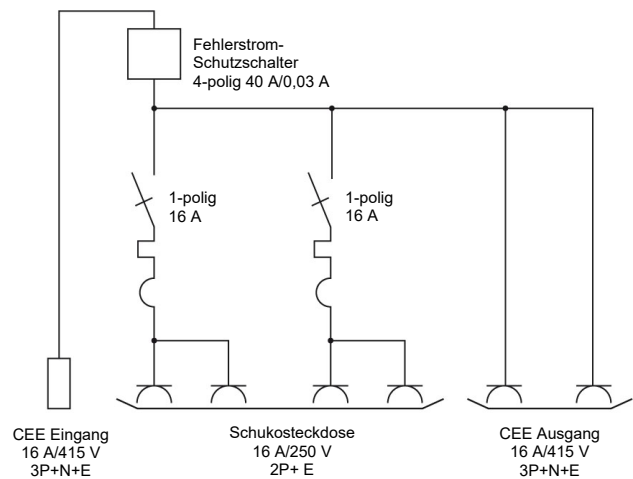 Fehlerstrom-
Schutzschalter
4-polig 40 A/0,03 A
1-polig
16 A
1-polig
16 A
CEE Eingang
16 A/415 V
3P+N+E
Schukosteckdose
16 A/250 V
2P+ E
CEE Ausgang
16 A/415 V
3P+N+E